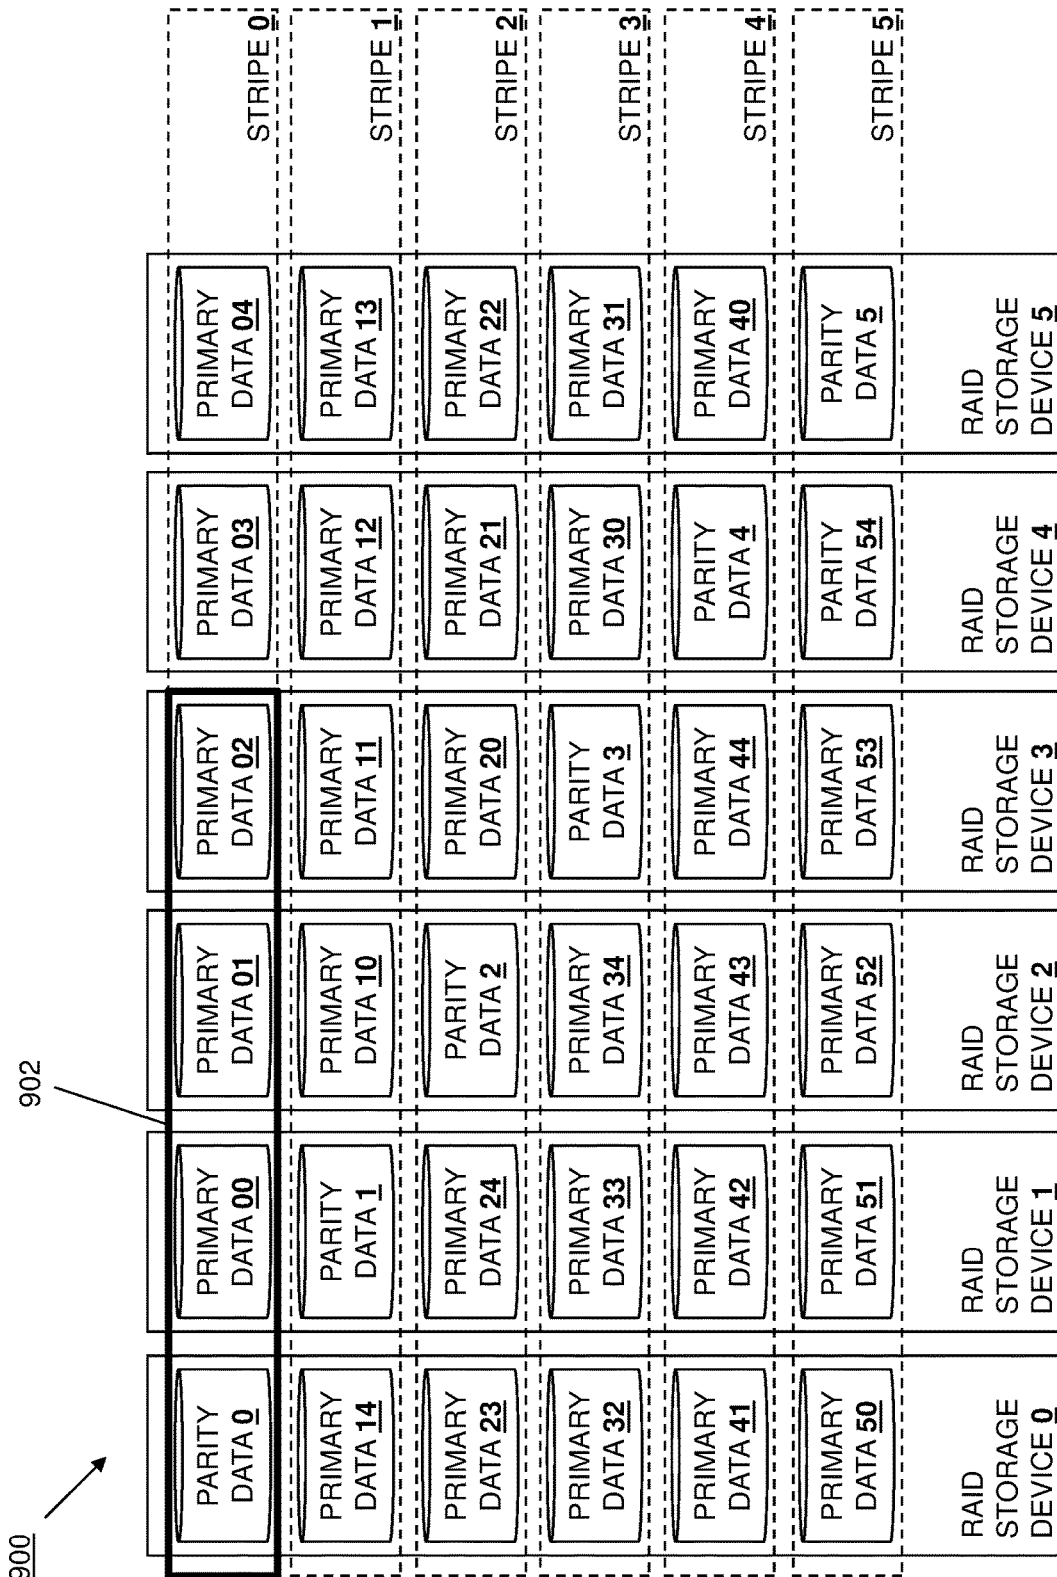 900
902
PARITY
DATA 0
PRIMARY
DATA 00
PRIMARY
DATA 01
PRIMARY
DATA 02
PRIMARY
DATA 03
PRIMARY
DATA 04
STRIPE 0
PRIMARY
DATA 14
PARITY
DATA 1
PRIMARY
DATA 10
PRIMARY
DATA 11
PRIMARY
DATA 12
PRIMARY
DATA 13
STRIPE 1
PRIMARY
DATA 23
PRIMARY
DATA 24
PARITY
DATA 2
PRIMARY
DATA 20
PRIMARY
DATA 21
PRIMARY
DATA 22
STRIPE 2
PRIMARY
DATA 32
PRIMARY
DATA 33
PRIMARY
DATA 34
PARITY
DATA 3
PRIMARY
DATA 30
PRIMARY
DATA 31
STRIPE 3
PRIMARY
DATA 41
PRIMARY
DATA 42
PRIMARY
DATA 43
PRIMARY
DATA 44
PARITY
DATA 4
PRIMARY
DATA 40
STRIPE 4
PRIMARY
DATA 50
PRIMARY
DATA 51
PRIMARY
DATA 52
PRIMARY
DATA 53
PARITY
DATA 54
PARITY
DATA 5
STRIPE 5
RAID
STORAGE
DEVICE 0
RAID
STORAGE
DEVICE 1
RAID
STORAGE
DEVICE 2
RAID
STORAGE
DEVICE 3
RAID
STORAGE
DEVICE 4
RAID
STORAGE
DEVICE 5